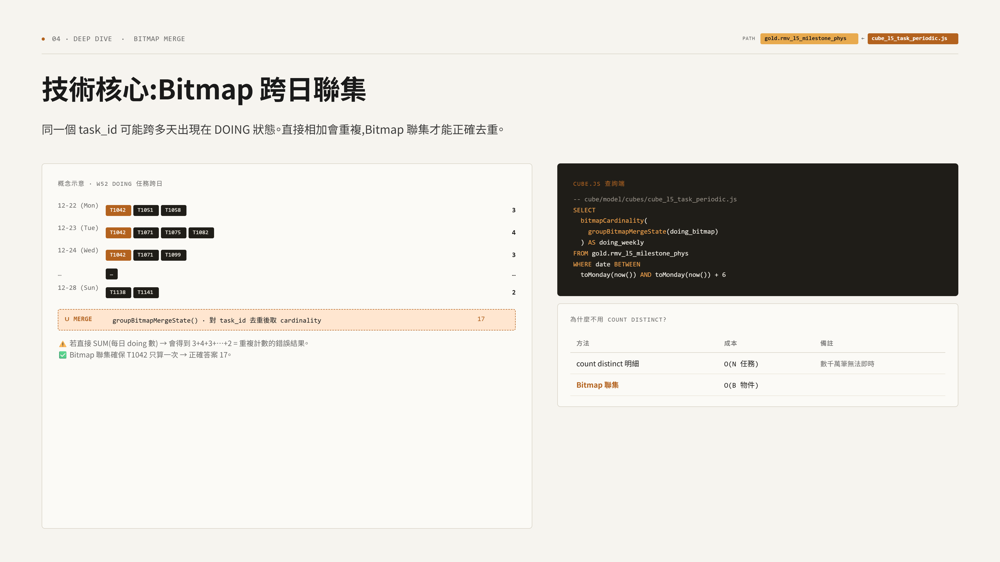 04 · DEEP DIVE · BITMAP MERGE
PATH gold.rmv_l5_milestone_phys ← cube_l5_task_periodic.js
技術核心:Bitmap 跨日聯集
同一個 task_id 可能跨多天出現在 DOING 狀態。直接相加會重複,Bitmap 聯集才能正確去重。
概念示意 · W52 DOING 任務跨日
12-22 (Mon) T1042 T1051 T1058 3
12-23 (Tue) T1042 T1071 T1075 T1082 4
12-24 (Wed) T1042 T1071 T1099 3
… … …
12-28 (Sun) T1138 T1141 2
∪ MERGE groupBitmapMergeState() · 對 task_id 去重後取 cardinality 17
⚠️ 若直接 SUM(每日 doing 數) → 會得到 3+4+3+⋯+2 = 重複計數的錯誤結果。
✅ Bitmap 聯集確保 T1042 只算一次 → 正確答案 17。
CUBE.JS 查詢端
-- cube/model/cubes/cube_l5_task_periodic.js
SELECT
bitmapCardinality(
groupBitmapMergeState(doing_bitmap)
) AS doing_weekly
FROM gold.rmv_l5_milestone_phys
WHERE date BETWEEN
toMonday(now()) AND toMonday(now()) + 6
為什麼不用 COUNT DISTINCT?
方法 成本 備註
count distinct 明細 O(N 任務) 數千萬筆無法即時
Bitmap 聯集 O(B 物件)